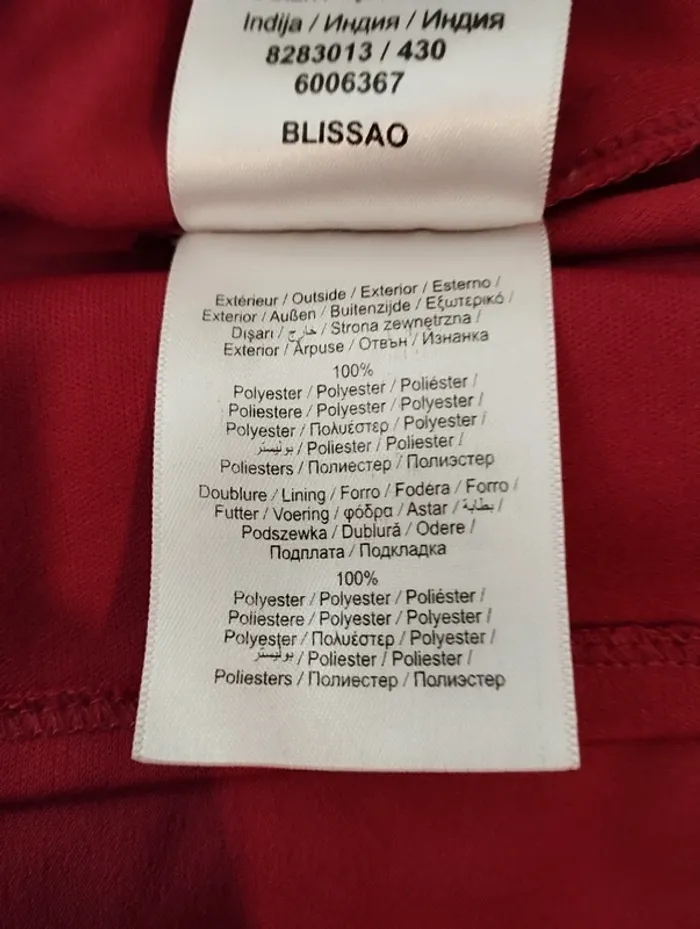 Indija / Индия / Индия
8283013 / 430
6006367
BLISSAO
Extérieur / Outside / Exterior / Esterno /
Exterior / Außen / Buitenzijde / Εξωτερικό /
Dışarı / خارج / Strona zewnętrzna /
Exterior / Ārpuse / Отвън / Изнанка
100%
Polyester / Polyester / Poliéster /
Poliestere / Polyester / Polyester /
Polyester / Πολυέστερ / Polyester /
بوليستر / Poliester / Poliester /
Poliesters / Полиестер / Полиэстер
Doublure / Lining / Forro / Fodera / Forro /
Futter / Voering / φόδρα / Astar / بطانة /
Podszewka / Dublură / Odere /
Подплата / Подкладка
100%
Polyester / Polyester / Poliéster /
Poliestere / Polyester / Polyester /
Polyester / Πολυέστερ / Polyester /
بوليستر / Poliester / Poliester /
Poliesters / Полиестер / Полиэстер